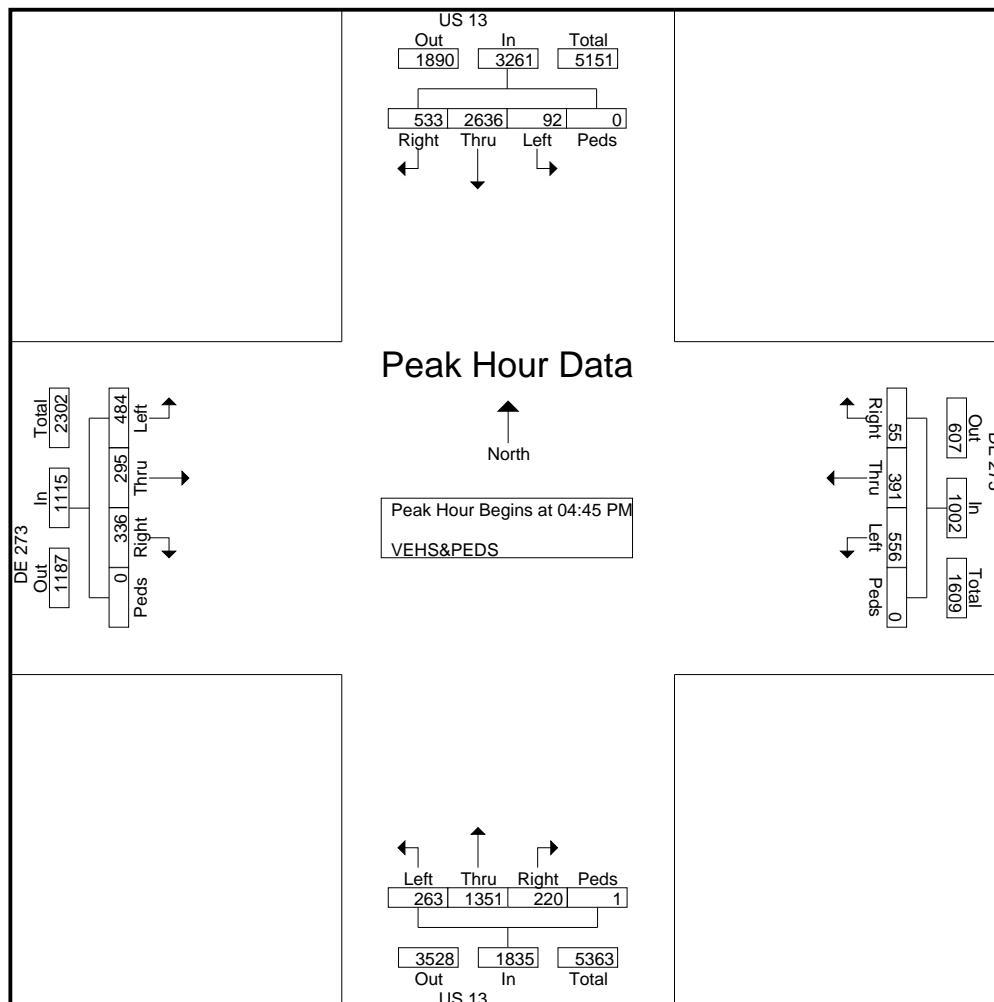 US 13
Out In Total
1890 3261 5151
533 2636 92 0
Right Thru Left Peds
Peak Hour Data
North
Peak Hour Begins at 04:45 PM
VEHS&PEDS
DE 273
Out In Total
1187 1115 2302
Left Thru Right Peds
484 295 336 0
Out In Total
607 1002 1609
Right Thru Left Peds
55 391 556 0
Left Thru Right Peds
263 1351 220 1
3528 1835 5363
Out In Total
US 13